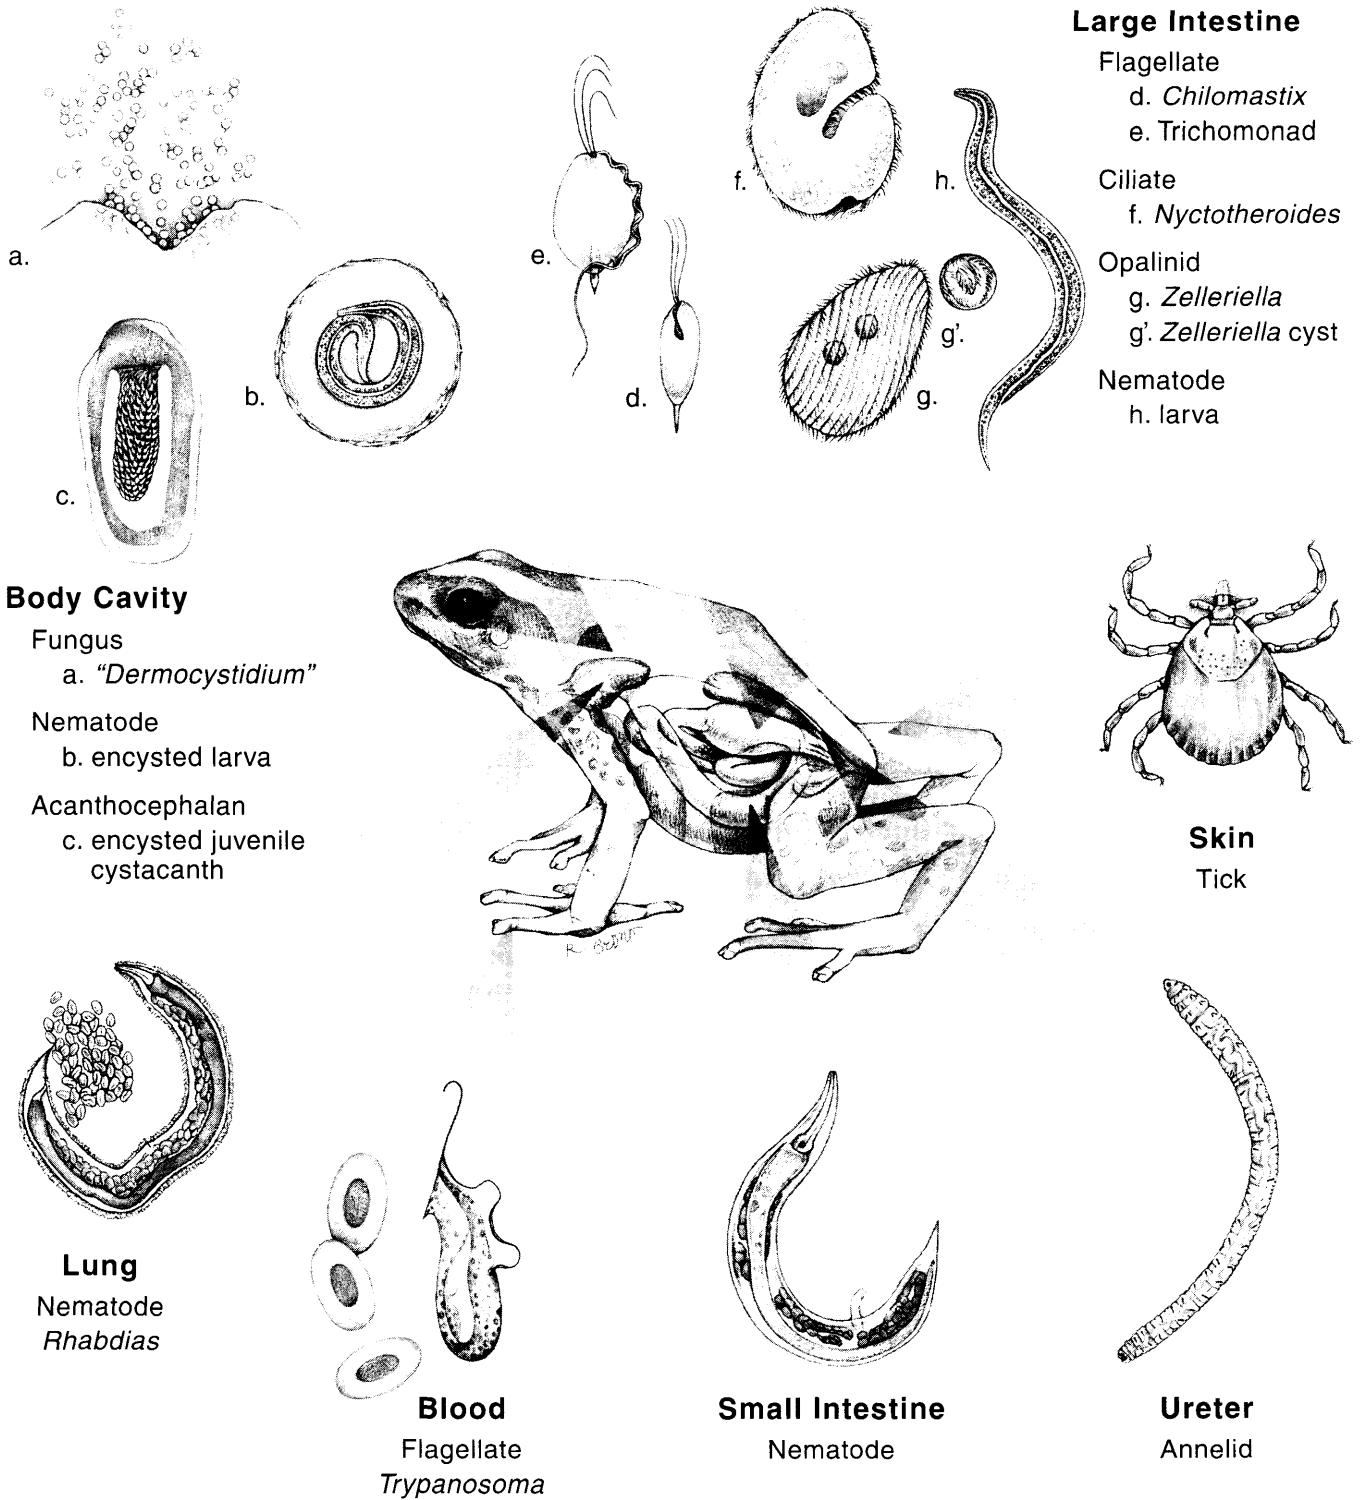 Large Intestine
Flagellate
d. Chilomastix
e. Trichomonad
Ciliate
f. Nyctotheroides
Opalinid
g. Zelleriella
g'. Zelleriella cyst
Nematode
h. larva
a.
b.
c.
e.
d.
f.
g.
g'.
h.
Body Cavity
Fungus
a. “Dermocystidium”
Nematode
b. encysted larva
Acanthocephalan
c. encysted juvenile
cystacanth
Skin
Tick
Lung
Nematode
Rhabdias
Blood
Flagellate
Trypanosoma
Small Intestine
Nematode
Ureter
Annelid